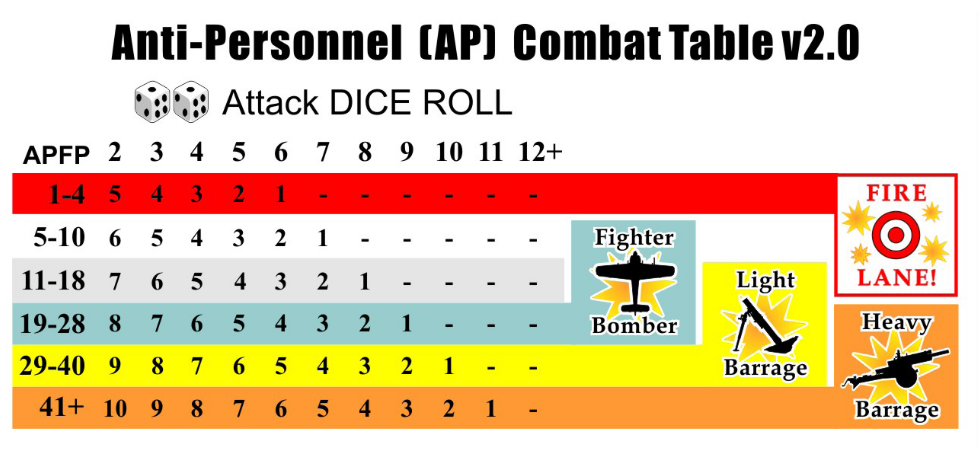 Anti-Personnel (AP) Combat Table v2.0
Attack DICE ROLL
APFP 2 3 4 5 6 7 8 9 10 11 12+
1-4 5 4 3 2 1 - - - - - -
5-10 6 5 4 3 2 1 - - - - -
11-18 7 6 5 4 3 2 1 - - - -
19-28 8 7 6 5 4 3 2 1 - - -
29-40 9 8 7 6 5 4 3 2 1 - -
41+ 10 9 8 7 6 5 4 3 2 1 -
Fighter
Bomber
Light
Barrage
FIRE
LANE!
Heavy
Barrage